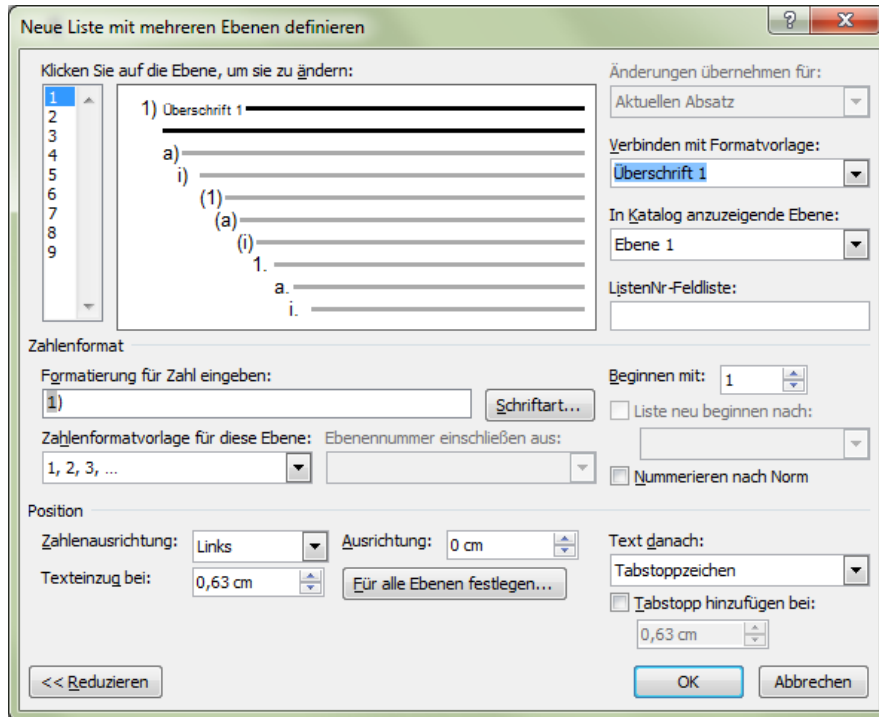 Neue Liste mit mehreren Ebenen definieren
Klicken Sie auf die Ebene, um sie zu ändern:
1
2
3
4
5
6
7
8
9
1) Überschrift 1
a)
i)
(1)
(a)
(i)
1.
a.
i.
Änderungen übernehmen für:
Aktuellen Absatz
Verbinden mit Formatvorlage:
Überschrift 1
In Katalog anzuzeigende Ebene:
Ebene 1
ListenNr-Feldliste:
Zahlenformat
Formatierung für Zahl eingeben:
1)
Schriftart...
Zahlenformatvorlage für diese Ebene: Ebenennummer einschließen aus:
1, 2, 3, ...
Beginnen mit: 1
Liste neu beginnen nach:
Nummerieren nach Norm
Position
Zahlenausrichtung: Links Ausrichtung: 0 cm
Texteinzug bei: 0,63 cm Für alle Ebenen festlegen...
Text danach:
Tabstoppzeichen
Tabstopp hinzufügen bei:
0,63 cm
<< Reduzieren OK Abbrechen